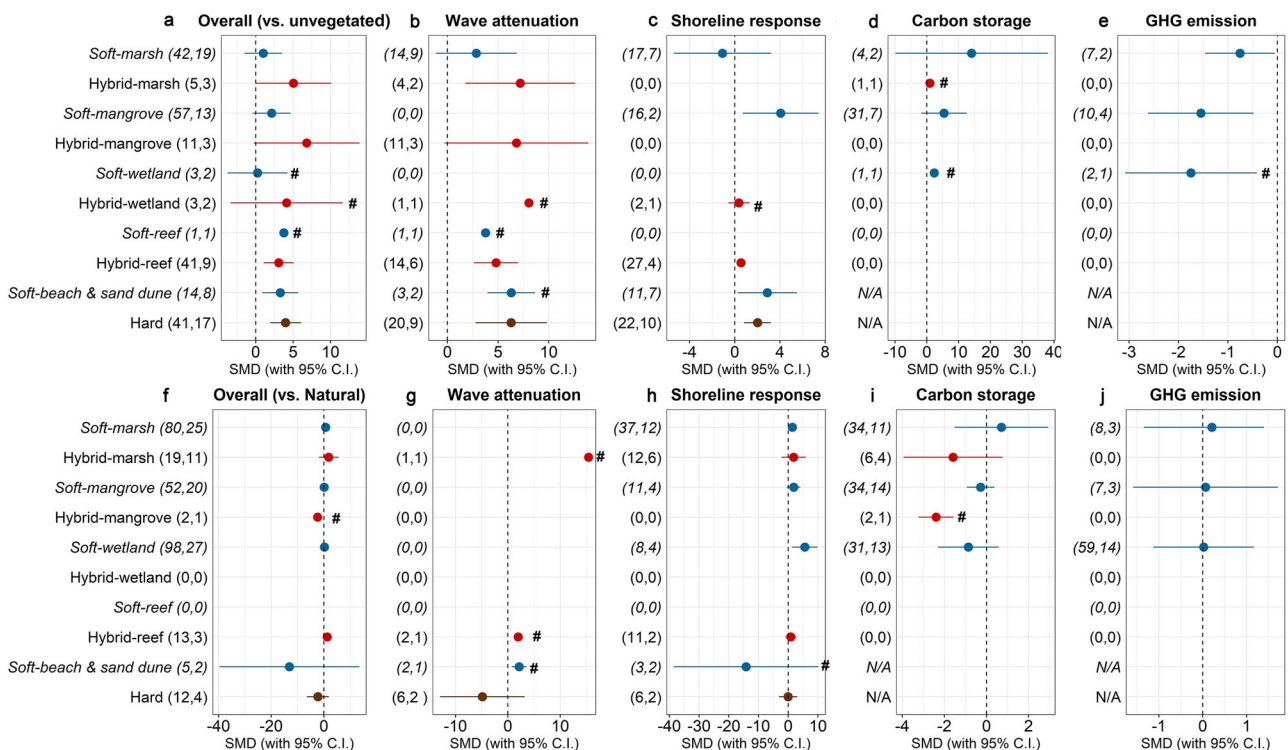 a Overall (vs. unvegetated) b Wave attenuation c Shoreline response d Carbon storage e GHG emission
Soft-marsh (42,19) (14,9) (17,7) (4,2) (7,2)
Hybrid-marsh (5,3) (4,2) (0,0) (1,1) # (0,0)
Soft-mangrove (57,13) (0,0) (16,2) (31,7) (10,4)
Hybrid-mangrove (11,3) (11,3) (0,0) (0,0) (0,0)
Soft-wetland (3,2) # (0,0) (0,0) (1,1) # (2,1) #
Hybrid-wetland (3,2) # (1,1) # (2,1) # (0,0) (0,0)
Soft-reef (1,1) # (1,1) # (0,0) (0,0) (0,0)
Hybrid-reef (41,9) (14,6) (27,4) (0,0) (0,0)
Soft-beach & sand dune (14,8) (3,2) # (11,7) N/A N/A
Hard (41,17) (20,9) (22,10) N/A N/A
0 5 10 0 5 10 -4 0 4 8 -10 0 10 20 30 40 -3 -2 -1 0
SMD (with 95% C.I.) SMD (with 95% C.I.) SMD (with 95% C.I.) SMD (with 95% C.I.) SMD (with 95% C.I.)
f Overall (vs. Natural) g Wave attenuation h Shoreline response i Carbon storage j GHG emission
Soft-marsh (80,25) (0,0) (37,12) (34,11) (8,3)
Hybrid-marsh (19,11) (1,1) # (12,6) (6,4) (0,0)
Soft-mangrove (52,20) (0,0) (11,4) (34,14) (7,3)
Hybrid-mangrove (2,1) # (0,0) (0,0) (2,1) # (0,0)
Soft-wetland (98,27) (0,0) (8,4) (31,13) (59,14)
Hybrid-wetland (0,0) (0,0) (0,0) (0,0) (0,0)
Soft-reef (0,0) (0,0) (0,0) (0,0) (0,0)
Hybrid-reef (13,3) (2,1) # (11,2) (0,0) (0,0)
Soft-beach & sand dune (5,2) (2,1) # (3,2) # N/A N/A
Hard (12,4) (6,2) (6,2) N/A N/A
-40 -20 0 -10 0 10 -40 -30 -20 -10 0 10 -4 -2 0 2 -1 0 1
SMD (with 95% C.I.) SMD (with 95% C.I.) SMD (with 95% C.I.) SMD (with 95% C.I.) SMD (with 95% C.I.)